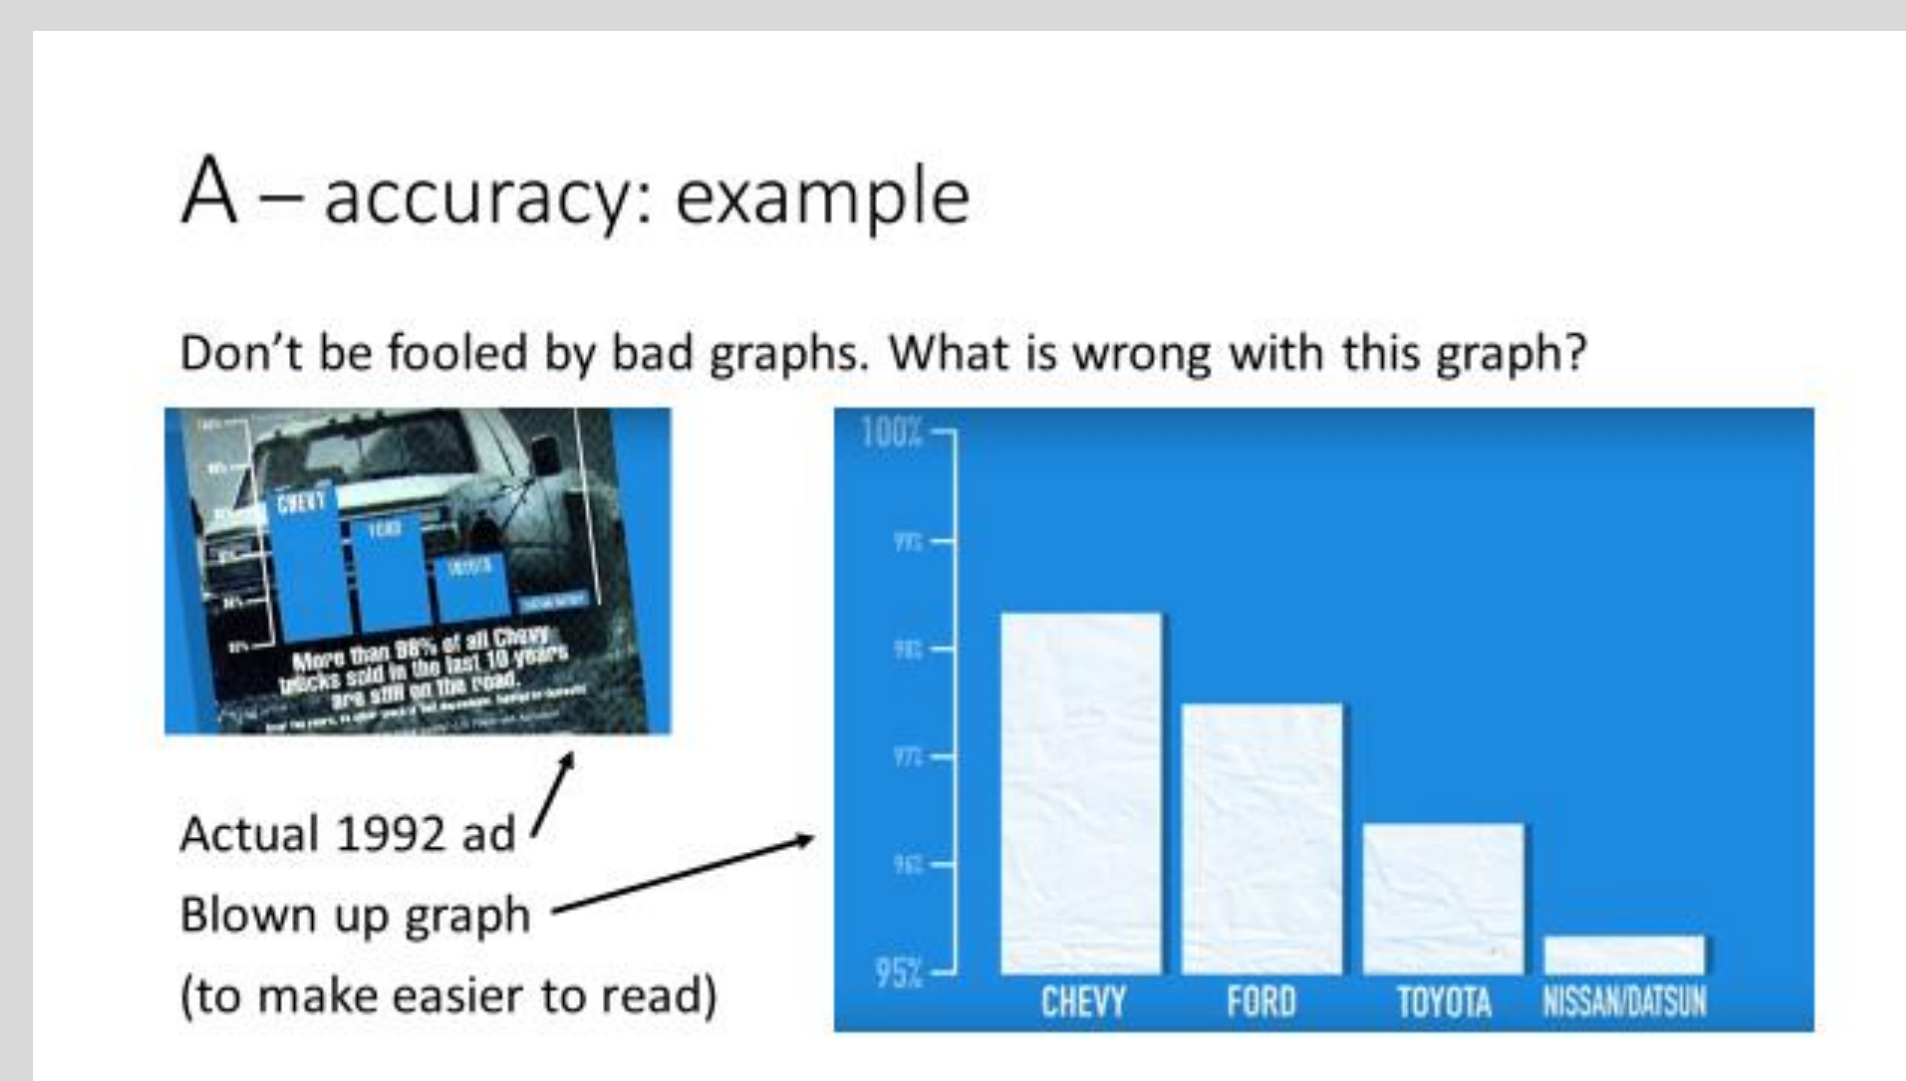 A – accuracy: example
Don't be fooled by bad graphs. What is wrong with this graph?
CHEVY
FORD
TOYOTA
More than 98% of all Chevy
trucks sold in the last 10 years
are still on the road.
Actual 1992 ad
Blown up graph
(to make easier to read)
100%
99%
98%
97%
96%
95%
CHEVY
FORD
TOYOTA
NISSAN/DATSUN